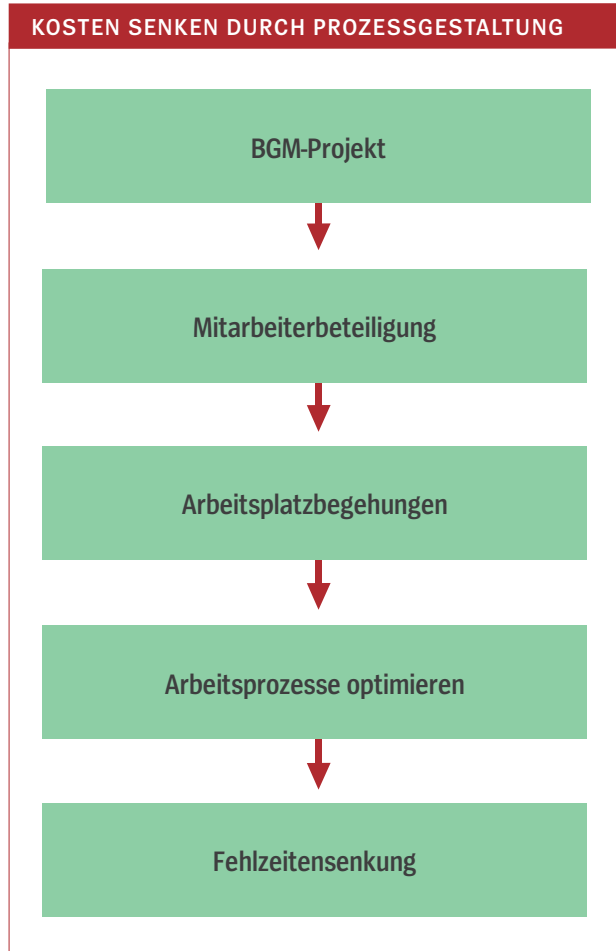 KOSTEN SENKEN DURCH PROZESSGESTALTUNG
BGM-Projekt
Mitarbeiterbeteiligung
Arbeitsplatzbegehungen
Arbeitsprozesse optimieren
Fehlzeitensenkung